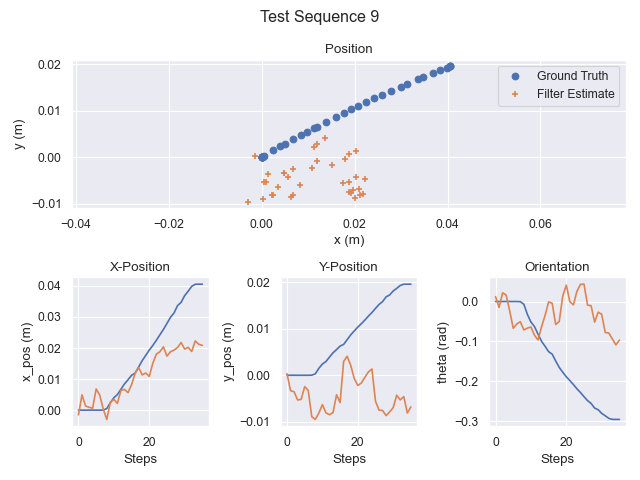 Test Sequence 9
Position
y (m)
0.02
0.01
0.00
−0.01
Ground Truth
Filter Estimate
−0.04
−0.02
0.00
0.02
0.04
0.06
x (m)
X-Position
x_pos (m)
0.04
0.03
0.02
0.01
0.00
0
20
Steps
Y-Position
y_pos (m)
0.02
0.01
0.00
−0.01
0
20
Steps
Orientation
theta (rad)
0.0
−0.1
−0.2
−0.3
0
20
Steps